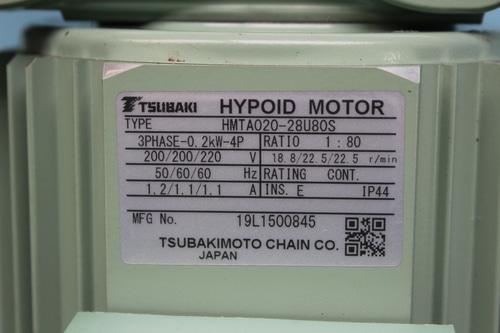 TSUBAKI HYPOID MOTOR
TYPE HMTA020-28U80S
3PHASE-0.2kW-4P RATIO 1:80
200/200/220 V 18.8/22.5/22.5 r/min
50/60/60 Hz RATING CONT.
1.2/1.1/1.1 A INS. E IP44
MFG No. 19L1500845
TSUBAKIMOTO CHAIN CO.
JAPAN